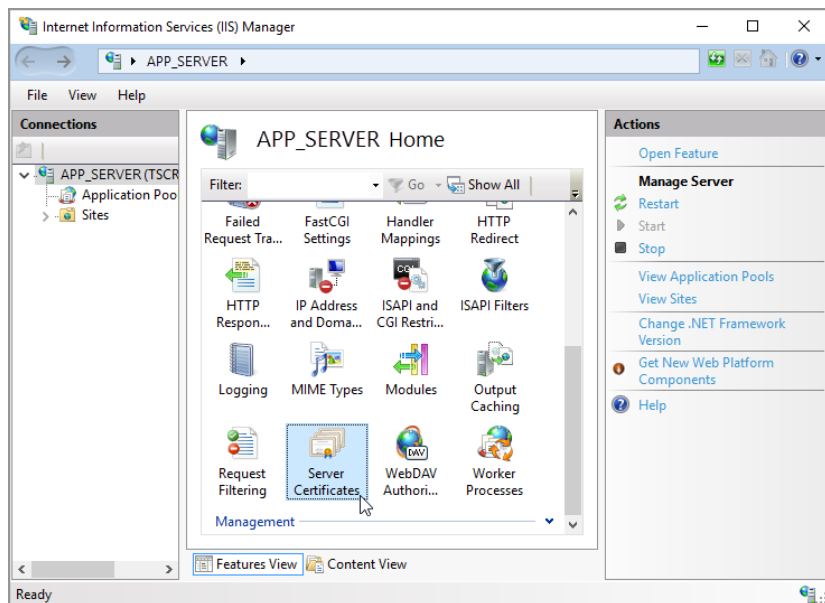 Internet Information Services (IIS) Manager
APP_SERVER
File View Help
Connections
APP_SERVER (TSCR
Application Poo
Sites
APP_SERVER Home
Filter: Go Show All
Failed Request Tra...
FastCGI Settings
Handler Mappings
HTTP Redirect
HTTP Respon...
IP Address and Doma...
ISAPI and CGI Restri...
ISAPI Filters
Logging
MIME Types
Modules
Output Caching
Request Filtering
Server Certificates
WebDAV Authori...
Worker Processes
Management
Features View Content View
Actions
Open Feature
Manage Server
Restart
Start
Stop
View Application Pools
View Sites
Change .NET Framework
Version
Get New Web Platform
Components
Help
Ready